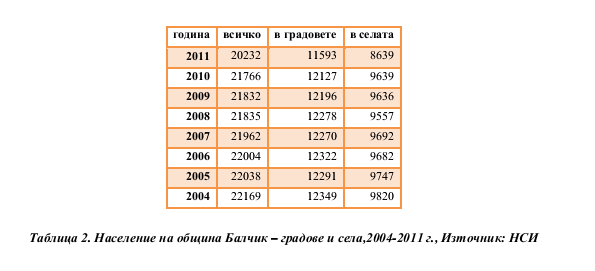 година всичко в градовете в селата
2011 20232 11593 8639
2010 21766 12127 9639
2009 21832 12196 9636
2008 21835 12278 9557
2007 21962 12270 9692
2006 22004 12322 9682
2005 22038 12291 9747
2004 22169 12349 9820
Таблица 2. Население на община Балчик – градове и села,2004-2011 г., Източник: НСИ